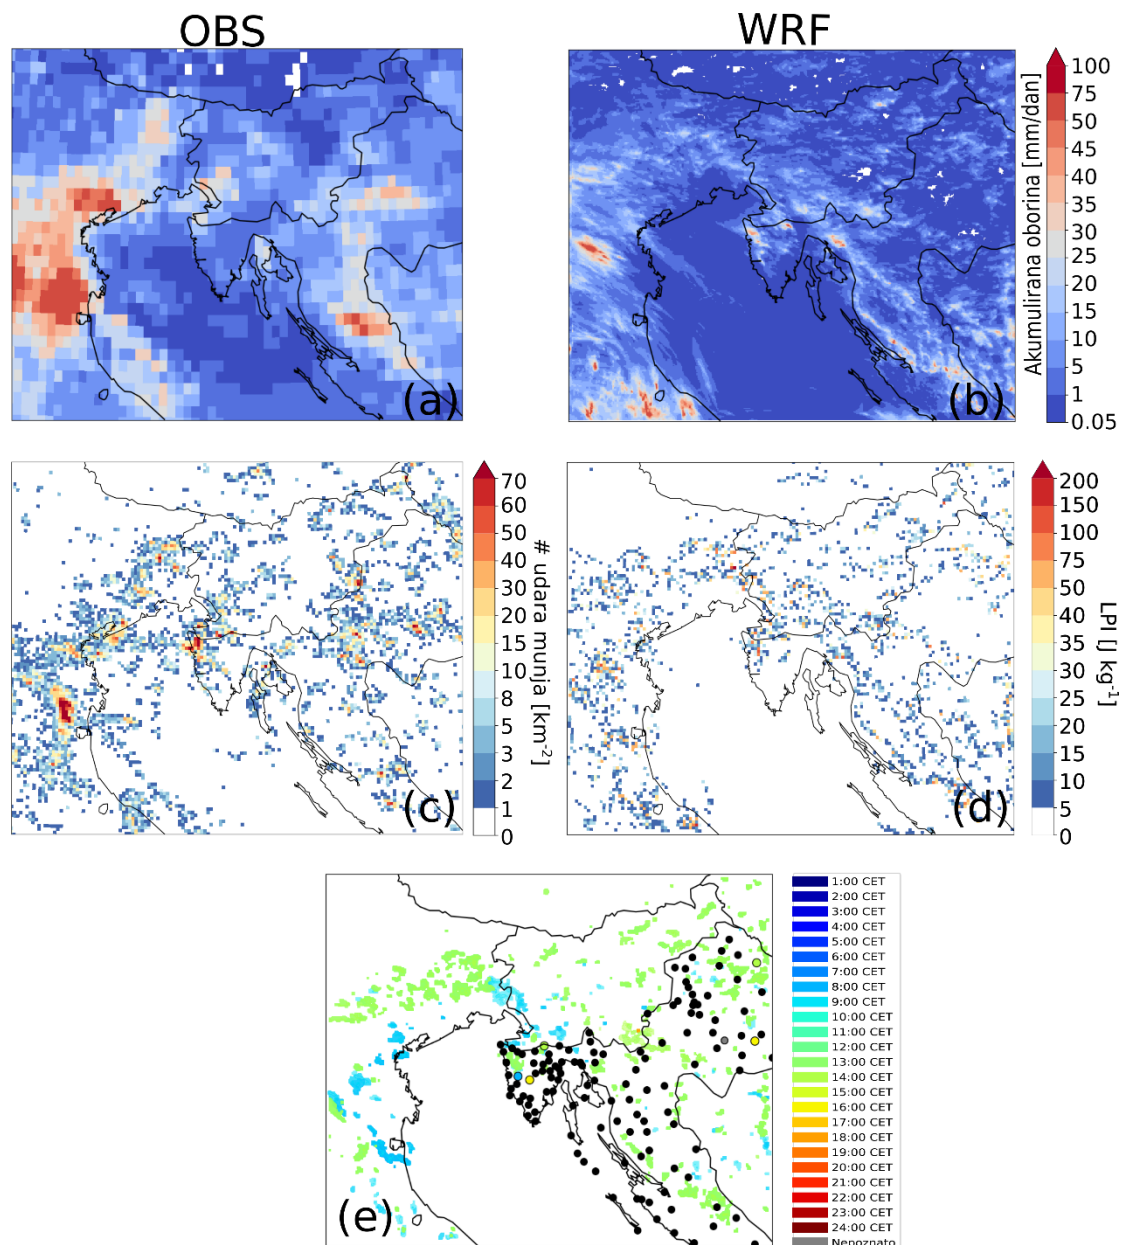 OBS
WRF
(a)
(b)
100
75
50
45
40
35
30
25
20
15
10
5
1
0.05
Akumulirana oborina [mm/dan]
(c)
70
60
50
40
30
20
15
10
8
5
3
2
1
0
# udara munja [km⁻²]
(d)
200
150
100
75
50
40
35
30
25
20
15
10
5
0
LPI [J kg⁻¹]
(e)
1:00 CET
2:00 CET
3:00 CET
4:00 CET
5:00 CET
6:00 CET
7:00 CET
8:00 CET
9:00 CET
10:00 CET
11:00 CET
12:00 CET
13:00 CET
14:00 CET
15:00 CET
16:00 CET
17:00 CET
18:00 CET
19:00 CET
20:00 CET
21:00 CET
22:00 CET
23:00 CET
24:00 CET
Nepoznato